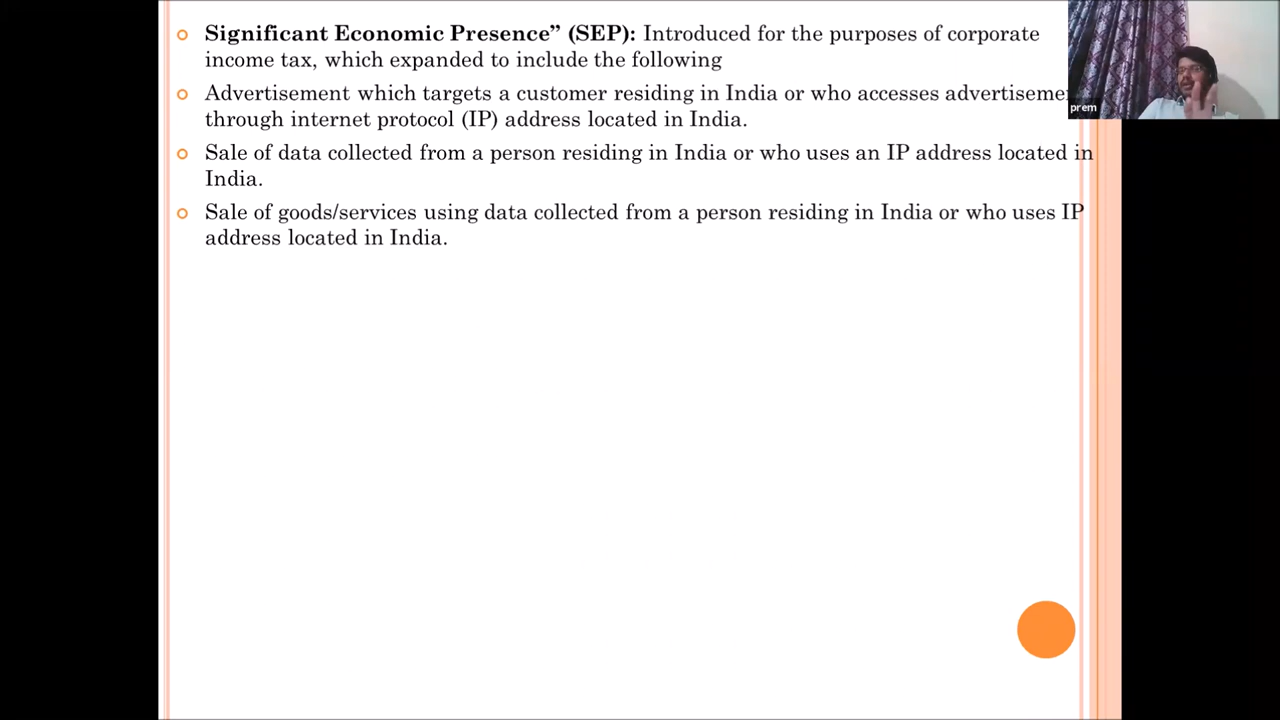 Significant Economic Presence” (SEP): Introduced for the purposes of corporate
income tax, which expanded to include the following
Advertisement which targets a customer residing in India or who accesses
through internet protocol (IP) address located in India.
Sale of data collected from a person residing in India or who uses an IP address located in
India.
Sale of goods/services using data collected from a person residing in India or who uses IP
address located in India.
prem